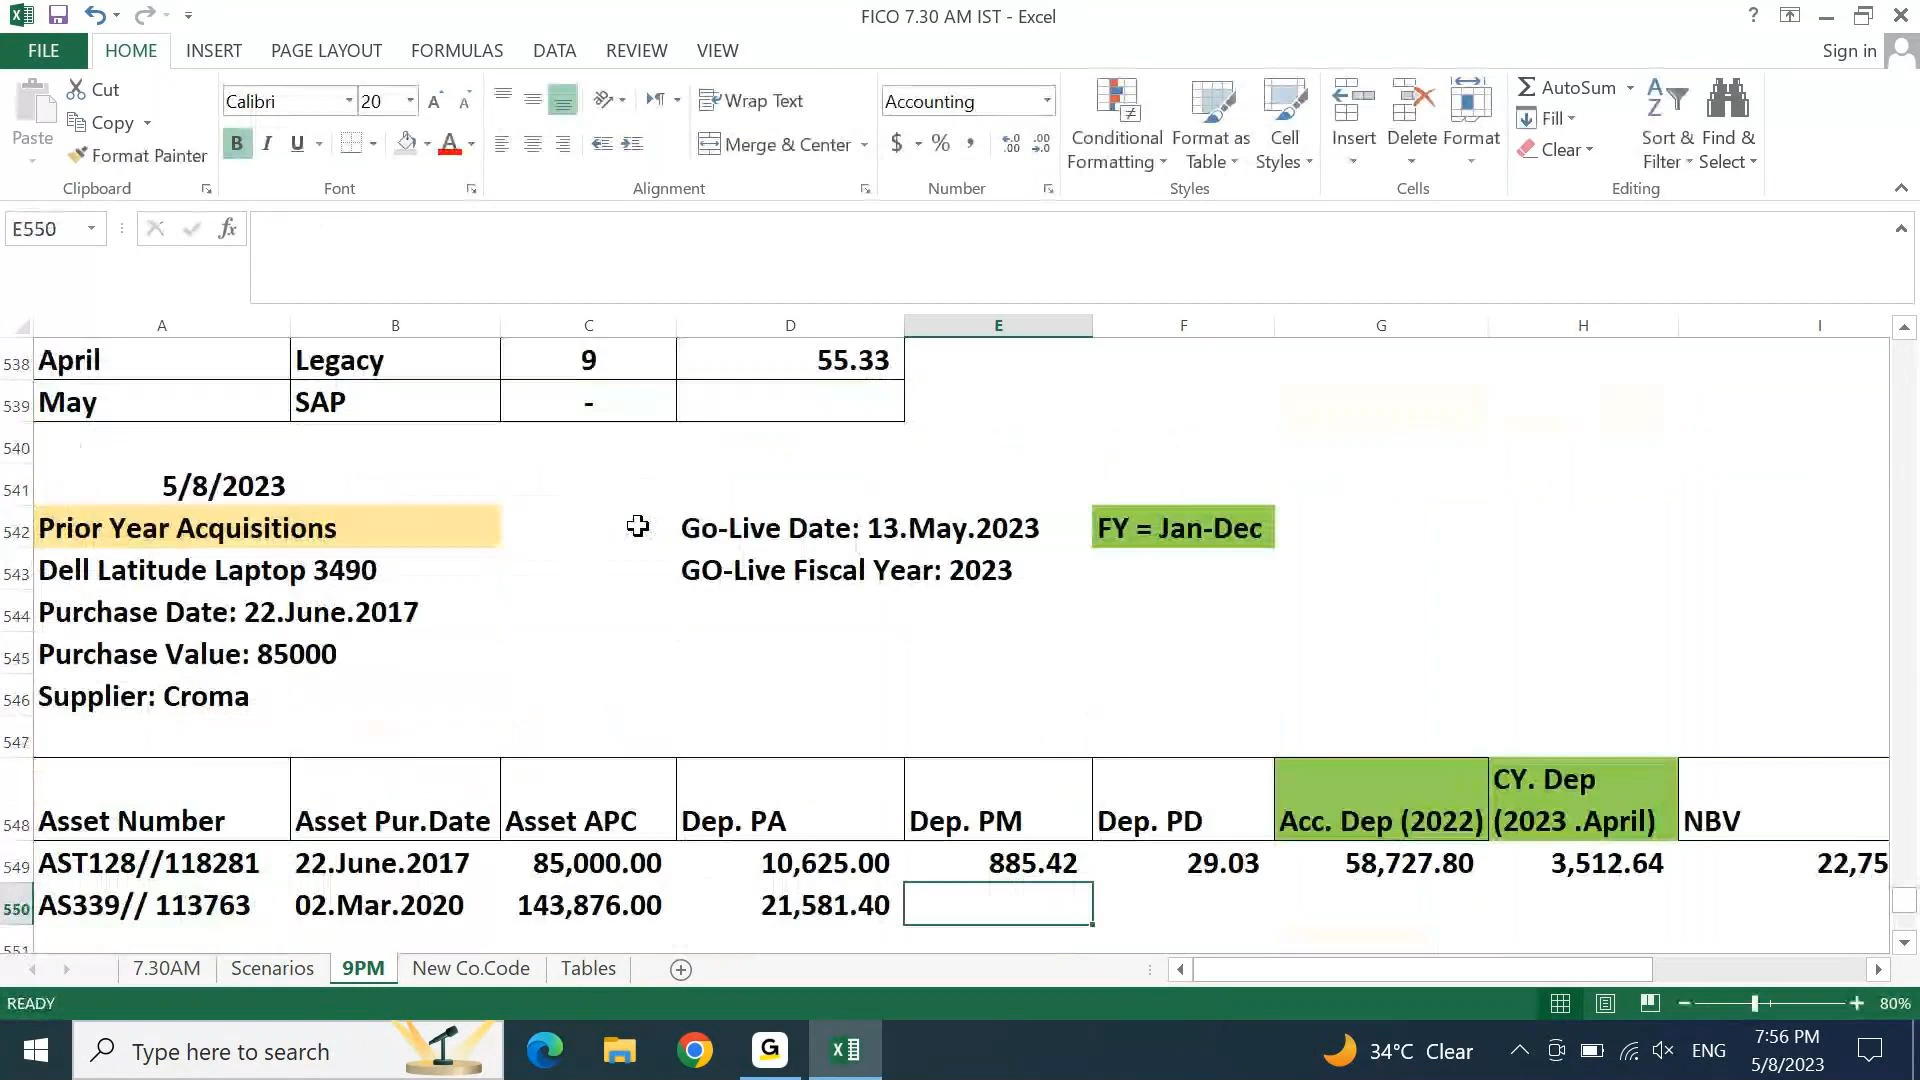 FICO 7.30 AM IST - Excel
FILE
HOME
INSERT
PAGE LAYOUT
FORMULAS
DATA
REVIEW
VIEW
Sign in
Paste
Cut
Copy
Format Painter
Clipboard
Calibri
20
B I U
Font
Wrap Text
Merge & Center
Alignment
Accounting
$ % ,
Number
Conditional Formatting
Format as Table
Cell Styles
Styles
Insert
Delete
Format
Cells
AutoSum
Fill
Clear
Sort & Filter
Find & Select
Editing
E550
fx
A B C D E F G H I
538 April Legacy 9 55.33
539 May SAP -
540
541 5/8/2023
542 Prior Year Acquisitions Go-Live Date: 13.May.2023 FY = Jan-Dec
543 Dell Latitude Laptop 3490 GO-Live Fiscal Year: 2023
544 Purchase Date: 22.June.2017
545 Purchase Value: 85000
546 Supplier: Croma
547
548 Asset Number Asset Pur.Date Asset APC Dep. PA Dep. PM Dep. PD Acc. Dep (2022) CY. Dep (2023 .April) NBV
549 AST128//118281 22.June.2017 85,000.00 10,625.00 885.42 29.03 58,727.80 3,512.64 22,75
550 AS339// 113763 02.Mar.2020 143,876.00 21,581.40
551
7.30AM
Scenarios
9PM
New Co.Code
Tables
READY
80%
Type here to search
34°C Clear
ENG
7:56 PM
5/8/2023